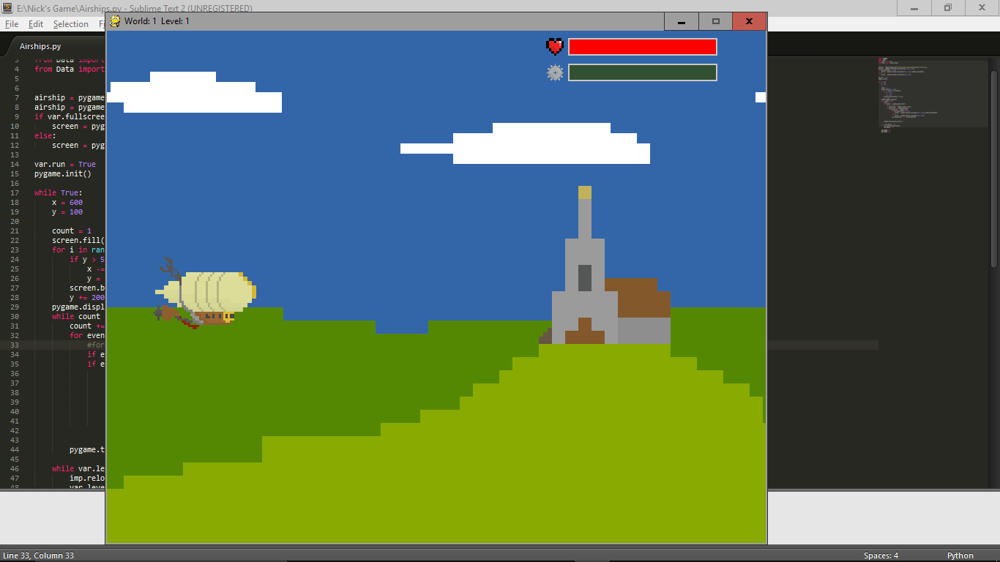 E:\Nick's Game\Airships.py - Sublime Text 2 (UNREGISTERED)
File Edit Selection
World: 1 Level: 1
Airships.py
3 from Data import
4 from Data import
5
6
7 airship = pygame
8 airship = pygame
9 if var.fullscree
10 screen = pyg
11 else:
12 screen = pyg
13
14 var.run = True
15 pygame.init()
16
17 while True:
18 x = 600
19 y = 100
20
21 count = 1
22 screen.fill(
23 for i in ran
24 if y > 5
25 x -=
26 y =
27 screen.b
28 y += 200
29 pygame.displ
30 while count
31 count +=
32 for even
33 #for
34 if e
35 if e
36
37
38
39
40
41
42
43
44 pygame.t
45
46 while var.le
47 imp.relo
48 var.leve
Line 33, Column 33
Spaces: 4
Python